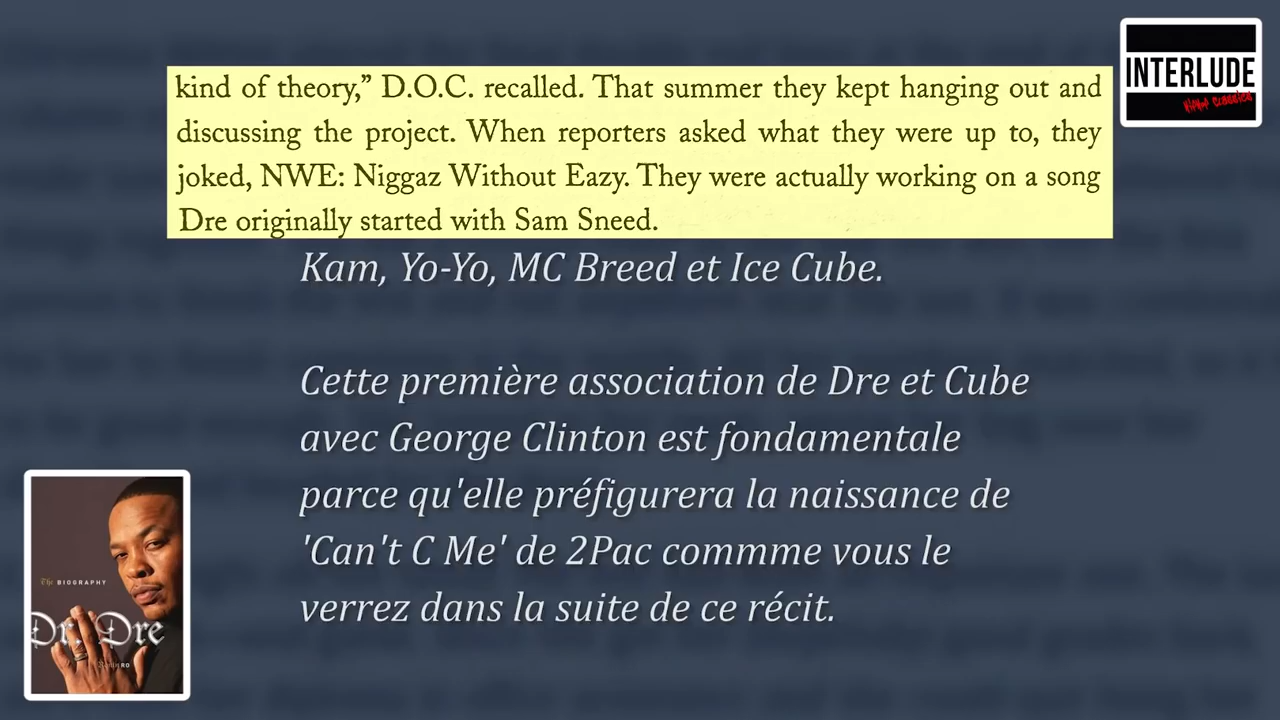 INTERLUDE
kind of theory,” D.O.C. recalled. That summer they kept hanging out and
discussing the project. When reporters asked what they were up to, they
joked, NWE: Niggaz Without Eazy. They were actually working on a song
Dre originally started with Sam Sneed.
Kam, Yo-Yo, MC Breed et Ice Cube.
Cette première association de Dre et Cube
avec George Clinton est fondamentale
parce qu'elle préfigurera la naissance de
'Can't C Me' de 2Pac commme vous le
verrez dans la suite de ce récit.
The BIOGRAPHY
Dr. Dre
RO